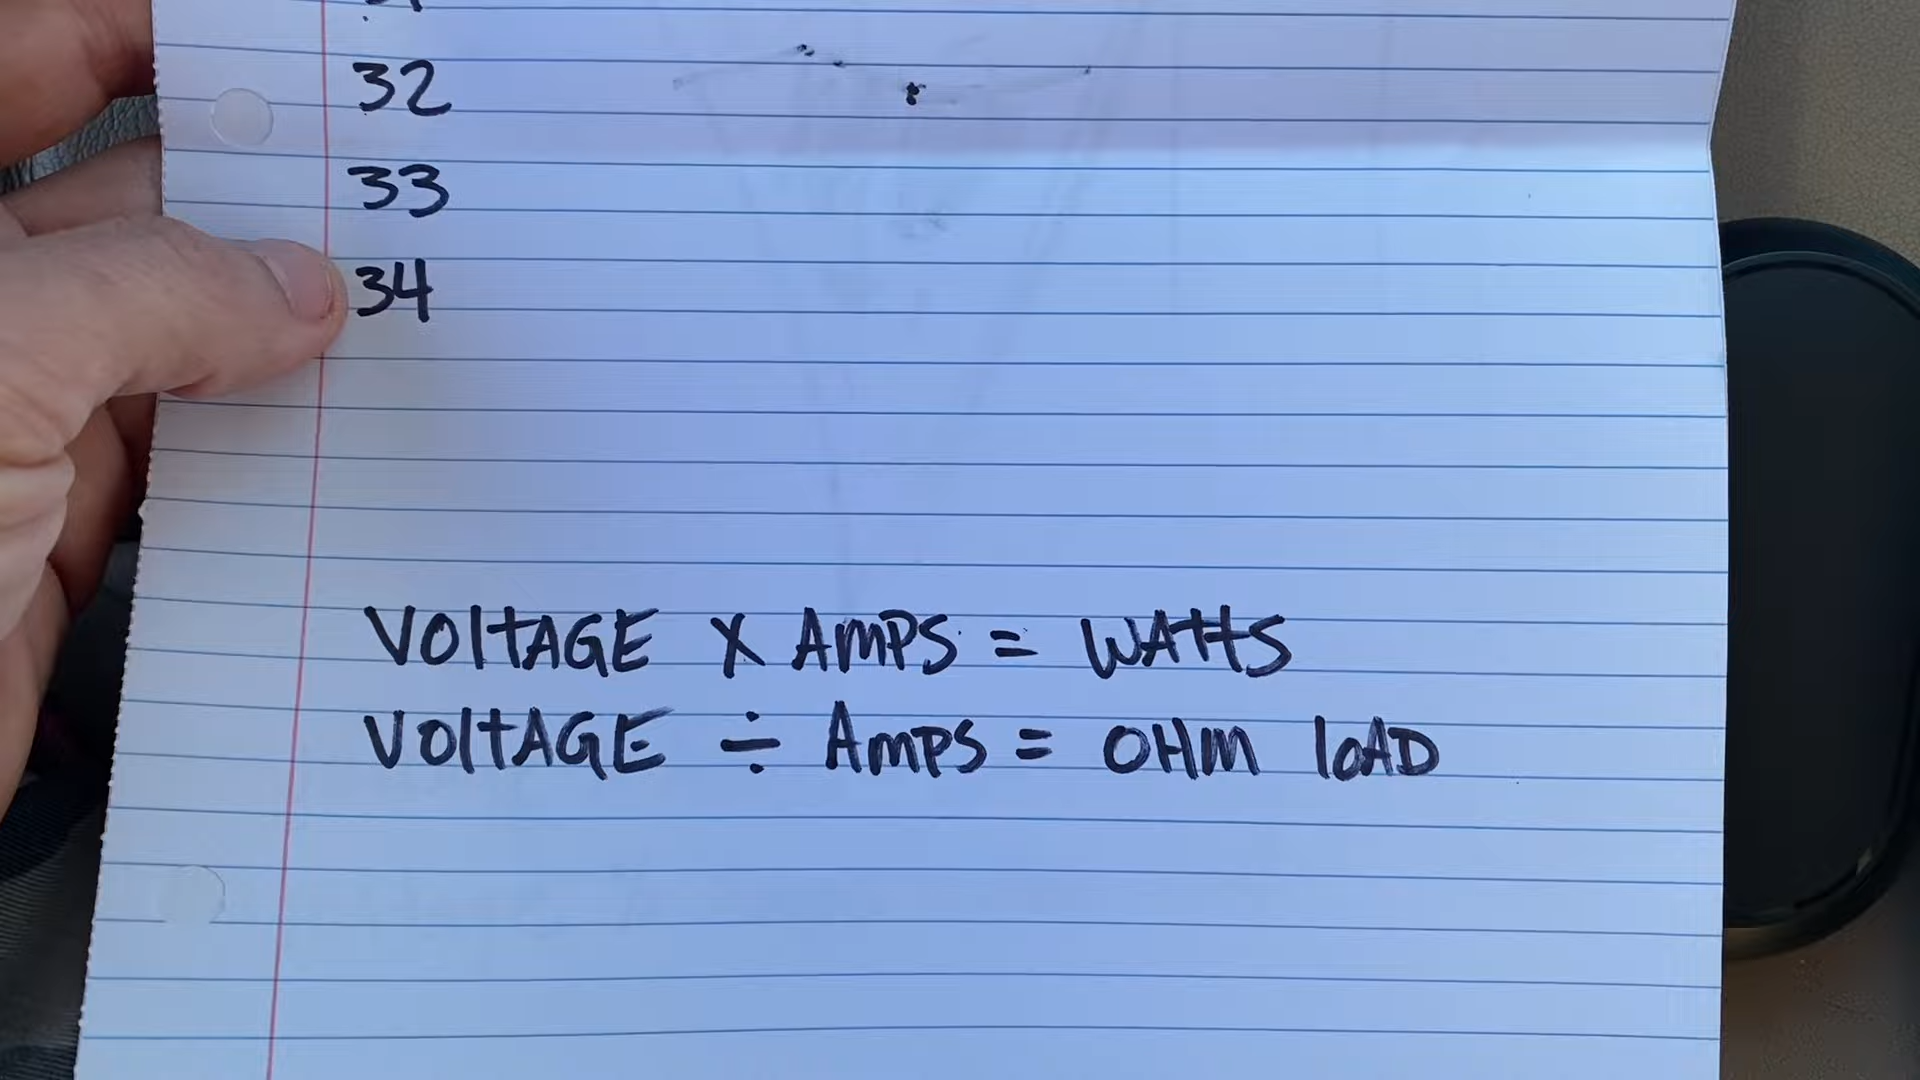 32
33
34
VOltAGE X AMPS = WAttS
VOltAGE ÷ AMPS = OHM lOAD